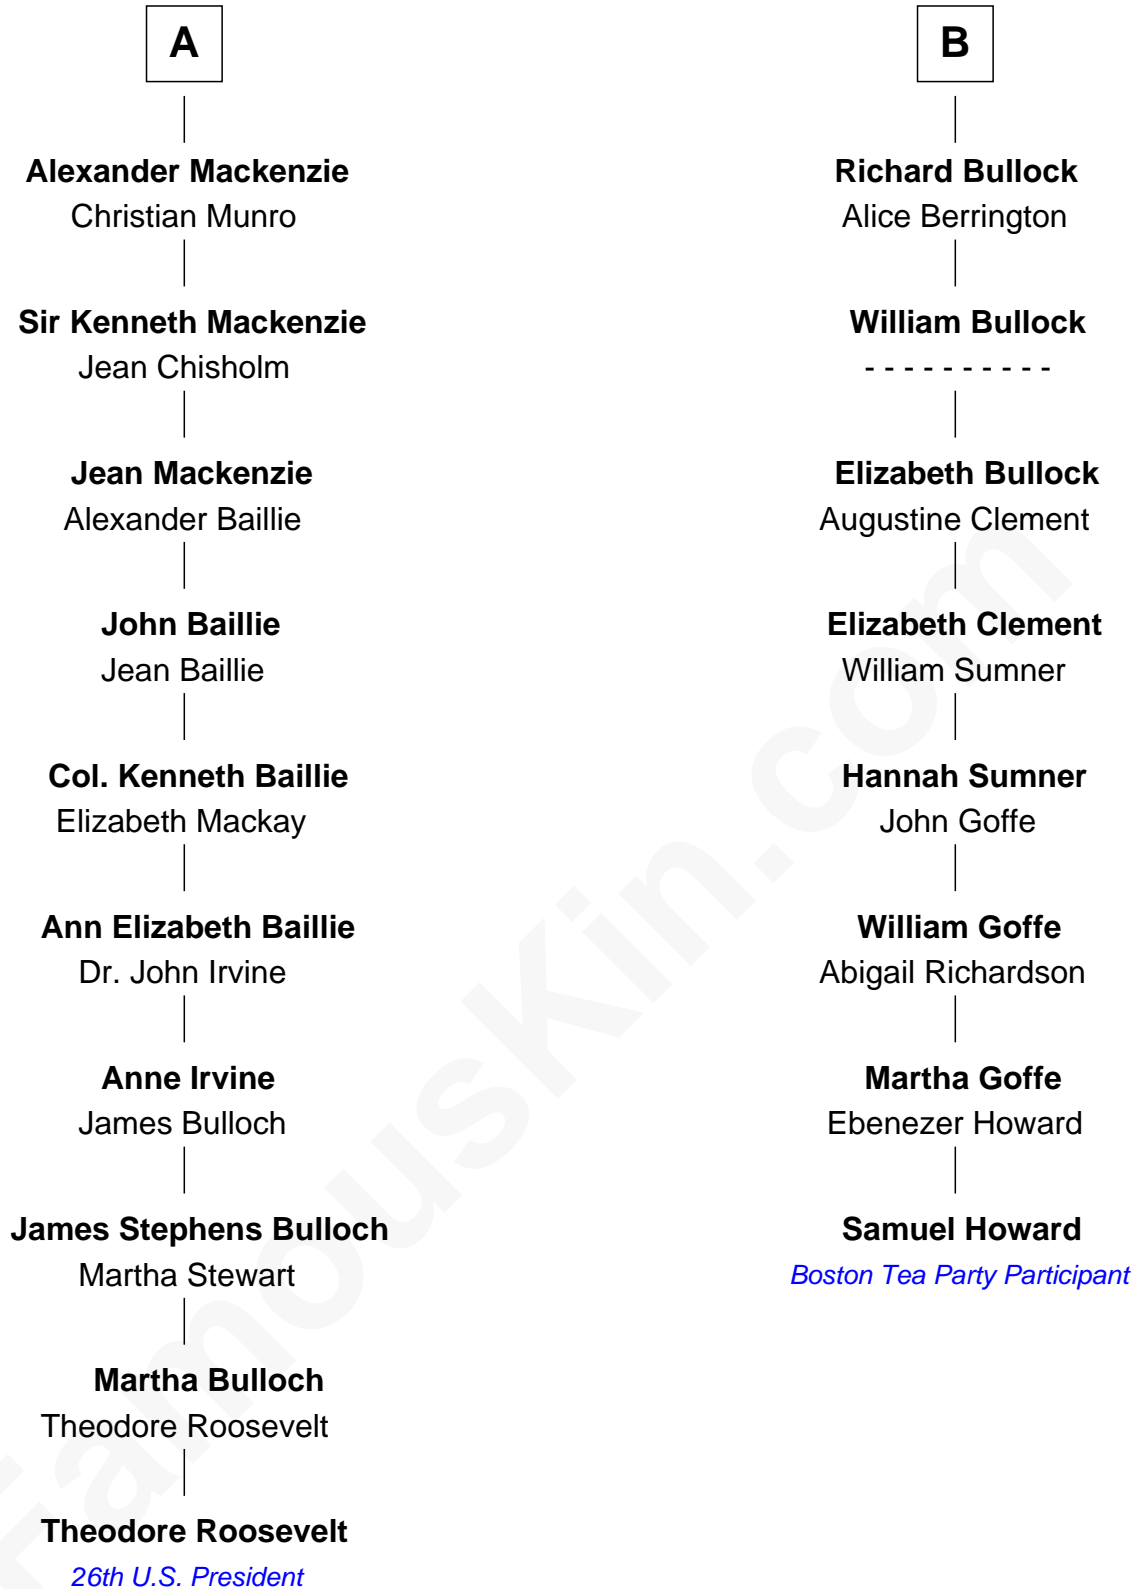 A
Alexander Mackenzie
Christian Munro
Sir Kenneth Mackenzie
Jean Chisholm
Jean Mackenzie
Alexander Baillie
John Baillie
Jean Baillie
Col. Kenneth Baillie
Elizabeth Mackay
Ann Elizabeth Baillie
Dr. John Irvine
Anne Irvine
James Bulloch
James Stephens Bulloch
Martha Stewart
Martha Bulloch
Theodore Roosevelt
Theodore Roosevelt
26th U.S. President
B
Richard Bullock
Alice Berrington
William Bullock
- - - - - - - - - -
Elizabeth Bullock
Augustine Clement
Elizabeth Clement
William Sumner
Hannah Sumner
John Goffe
William Goffe
Abigail Richardson
Martha Goffe
Ebenezer Howard
Samuel Howard
Boston Tea Party Participant
FamousKin.com